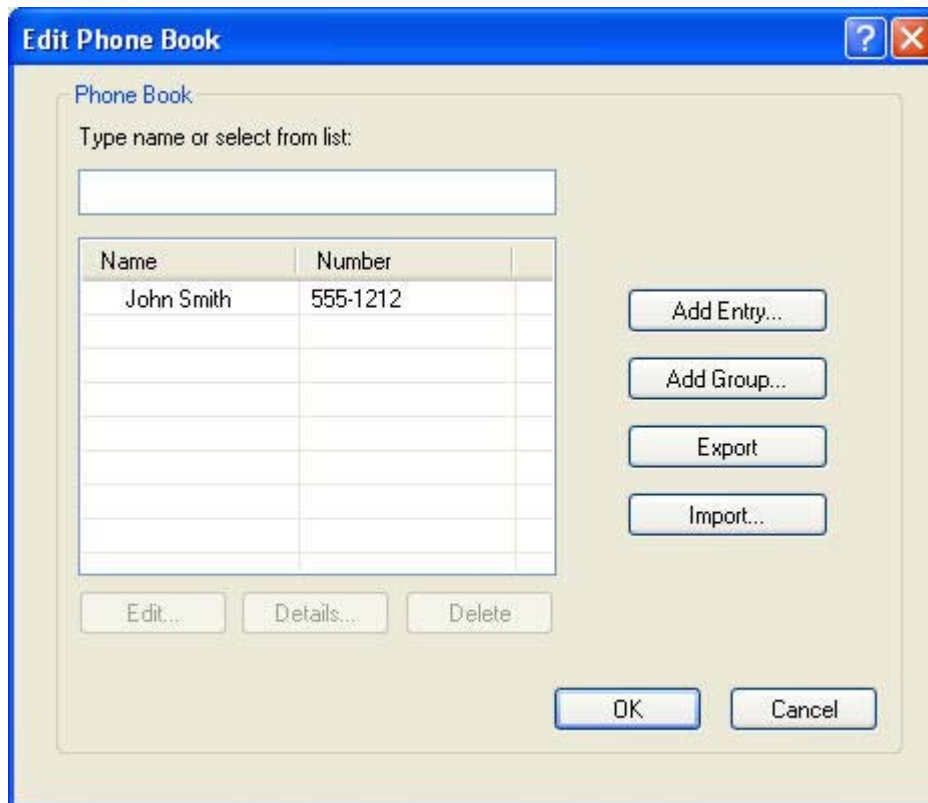 Edit Phone Book
Phone Book
Type name or select from list:
Name Number
John Smith 555-1212
Add Entry...
Add Group...
Export
Import...
Edit... Details... Delete
OK Cancel